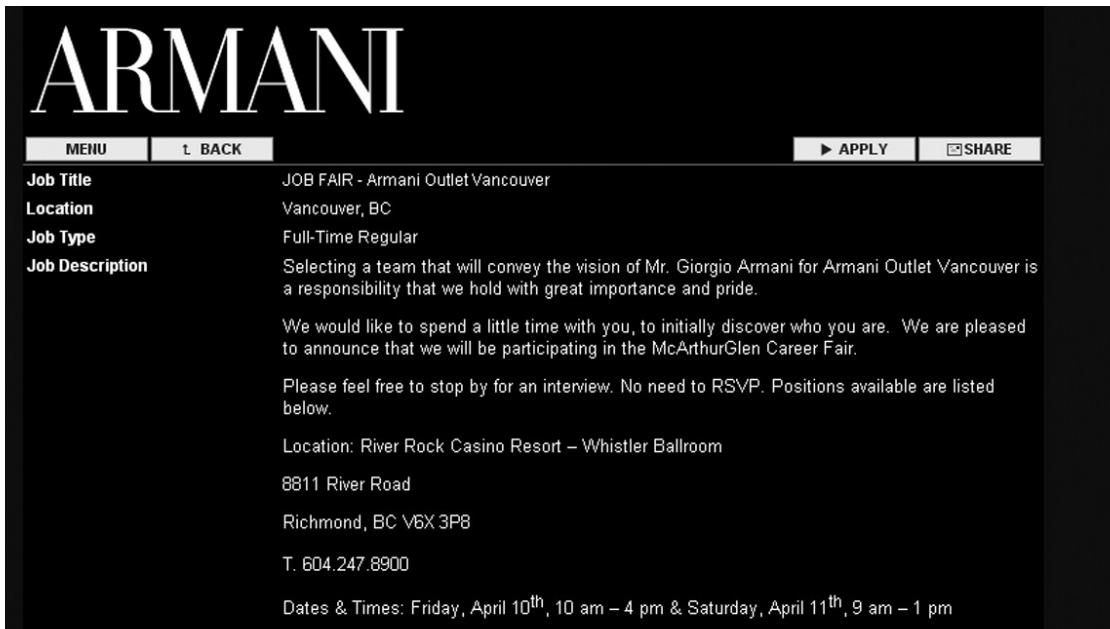 ARMANI
MENU
BACK
APPLY
SHARE
Job Title JOB FAIR - Armani Outlet Vancouver
Location Vancouver, BC
Job Type Full-Time Regular
Job Description Selecting a team that will convey the vision of Mr. Giorgio Armani for Armani Outlet Vancouver is
a responsibility that we hold with great importance and pride.
We would like to spend a little time with you, to initially discover who you are. We are pleased
to announce that we will be participating in the McArthurGlen Career Fair.
Please feel free to stop by for an interview. No need to RSVP. Positions available are listed
below.
Location: River Rock Casino Resort – Whistler Ballroom
8811 River Road
Richmond, BC V6X 3P8
T. 604.247.8900
Dates & Times: Friday, April 10th, 10 am – 4 pm & Saturday, April 11th, 9 am – 1 pm